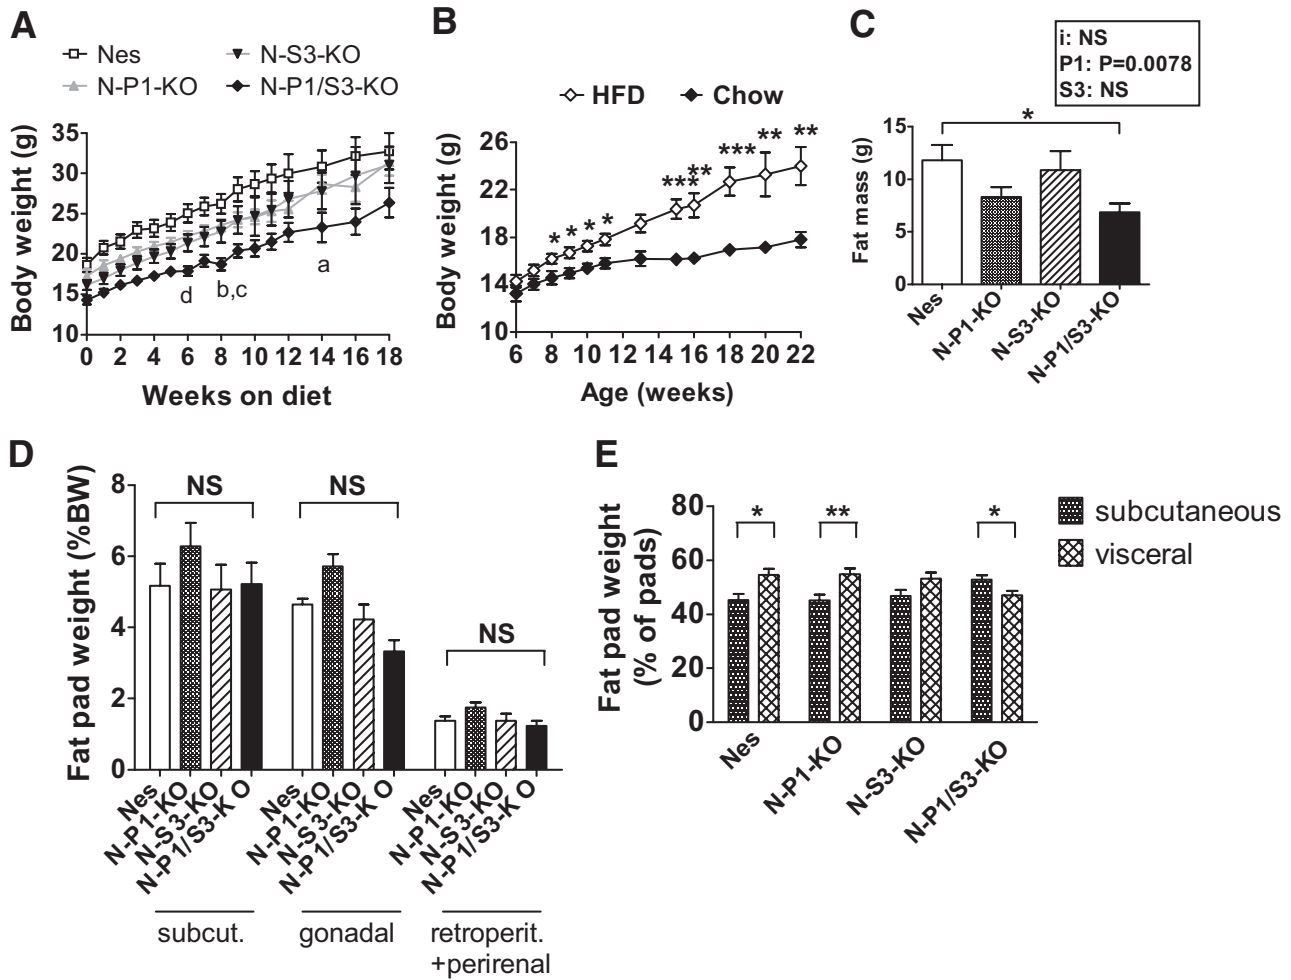 A
Nes
N-S3-KO
N-P1-KO
N-P1/S3-KO
Body weight (g)
35
30
25
20
15
10
d
b,c
a
0 2 4 6 8 10 12 14 16 18
Weeks on diet
B
HFD
Chow
Body weight (g)
26
22
18
14
10
* * * * *** ** *** ** **
6 8 10 12 14 16 18 20 22
Age (weeks)
C
i: NS
P1: P=0.0078
S3: NS
Fat mass (g)
15
10
5
0
*
Nes
N-P1-KO
N-S3-KO
N-P1/S3-KO
D
Fat pad weight (%BW)
8
6
4
2
0
NS
NS
NS
Nes
N-P1-KO
N-S3-KO
N-P1/S3-K O
Nes
N-P1-KO
N-S3-KO
N-P1/S3-K O
Nes
N-P1-KO
N-S3-KO
N-P1/S3-KO
subcut.
gonadal
retroperit.
+perirenal
E
Fat pad weight
(% of pads)
80
60
40
20
0
* ** *
Nes
N-P1-KO
N-S3-KO
N-P1/S3-KO
subcutaneous
visceral